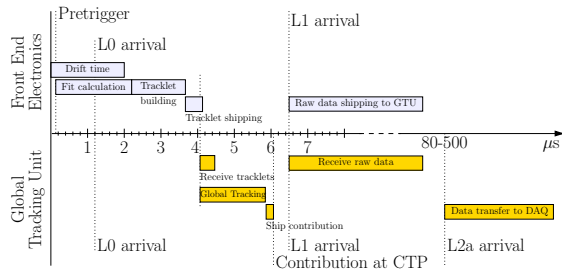 Pretrigger
L0 arrival
L1 arrival
Front End
Electronics
Drift time
Fit calculation
Tracklet
building
Tracklet shipping
Raw data shipping to GTU
1 2 3 4 5 6 7 80-500 μs
Global
Tracking Unit
Receive tracklets
Receive raw data
Global Tracking
Ship contribution
Data transfer to DAQ
L0 arrival
L1 arrival
L2a arrival
Contribution at CTP